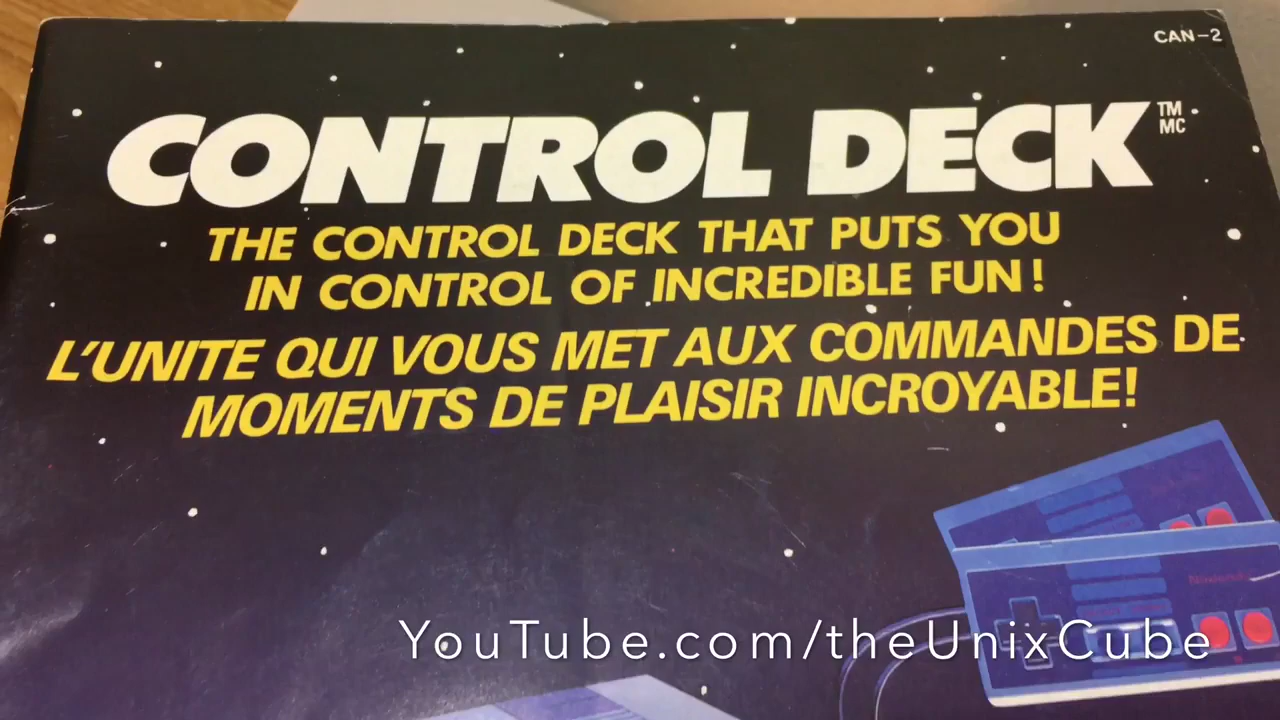 CAN-2
CONTROL DECK TM MC
THE CONTROL DECK THAT PUTS YOU
IN CONTROL OF INCREDIBLE FUN!
L'UNITE QUI VOUS MET AUX COMMANDES DE
MOMENTS DE PLAISIR INCROYABLE!
Nintendo
YouTube.com/theUnixCube